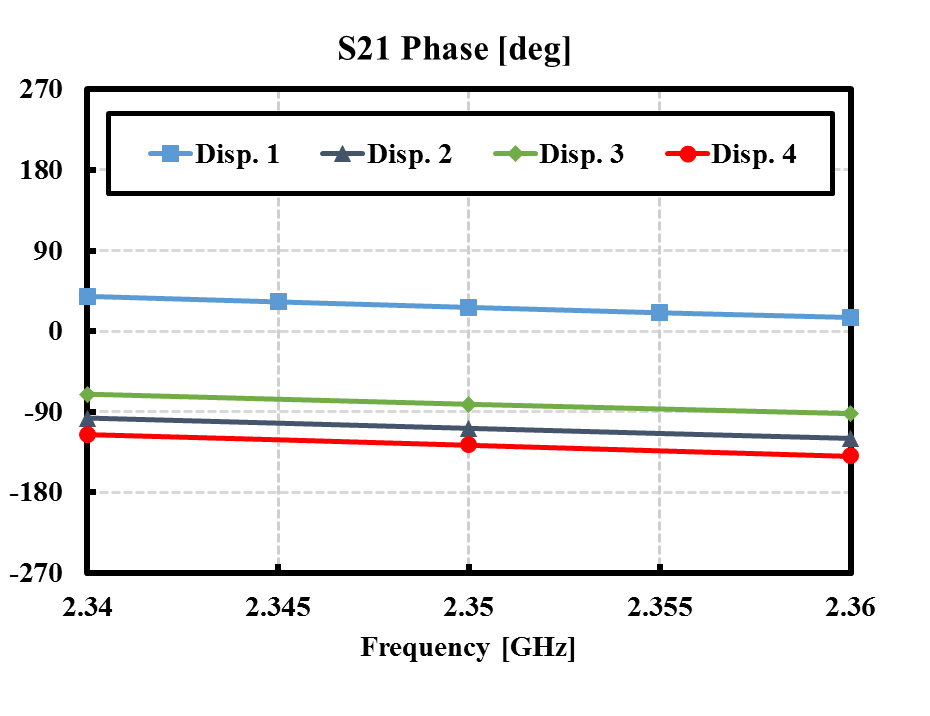 S21 Phase [deg]
270
Disp. 1 Disp. 2 Disp. 3 Disp. 4
180
90
0
-90
-180
-270
2.34 2.345 2.35 2.355 2.36
Frequency [GHz]